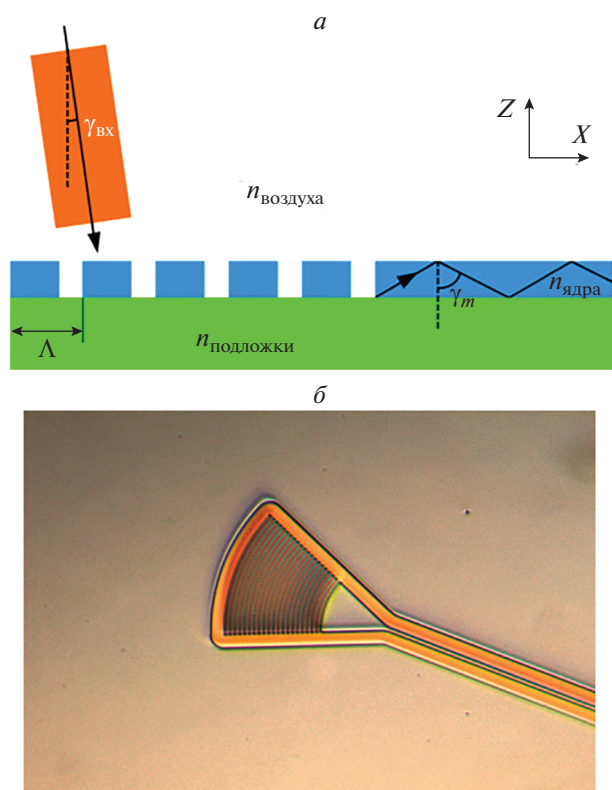 а
γвх
Z
X
nвоздуха
γm
nядра
Λ
nподложки
б